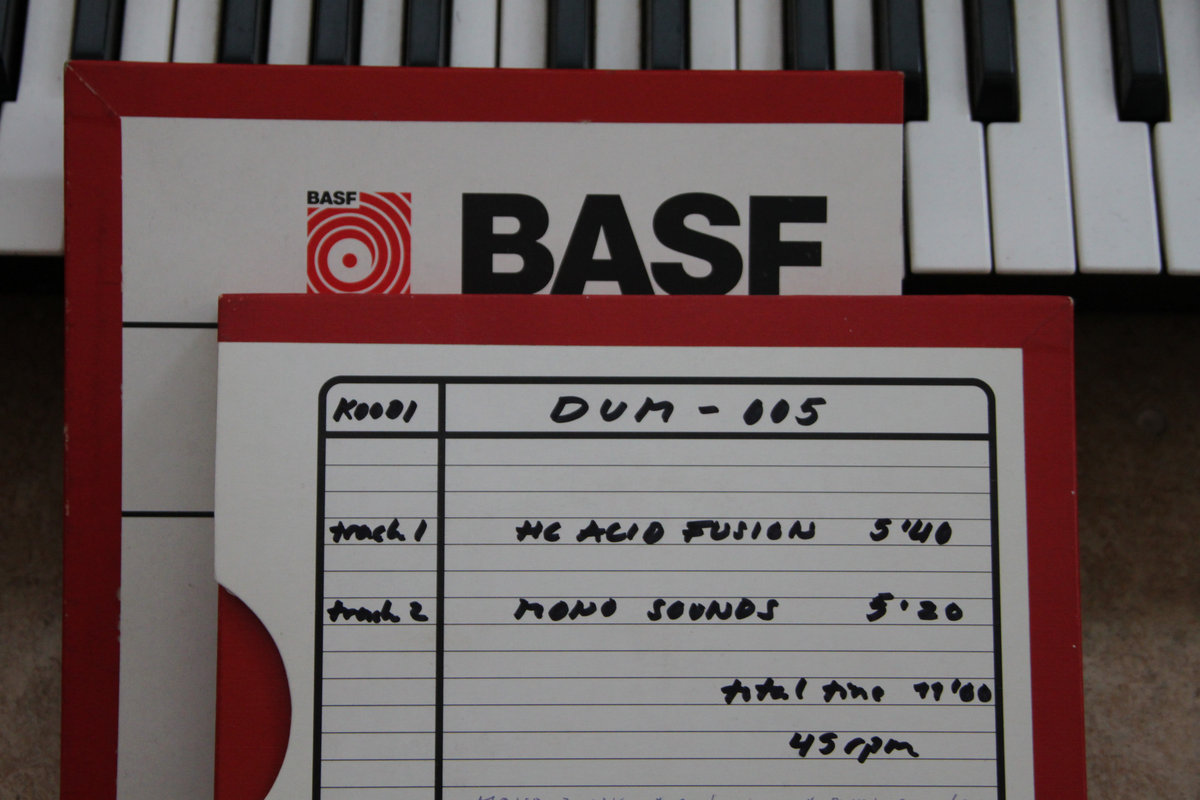 BASF
BASF
K0001 DUM - 005
track 1 HC ACID FUSION 5'40
track 2 MONO SOUNDS 5'20
total time 11'00
45 rpm